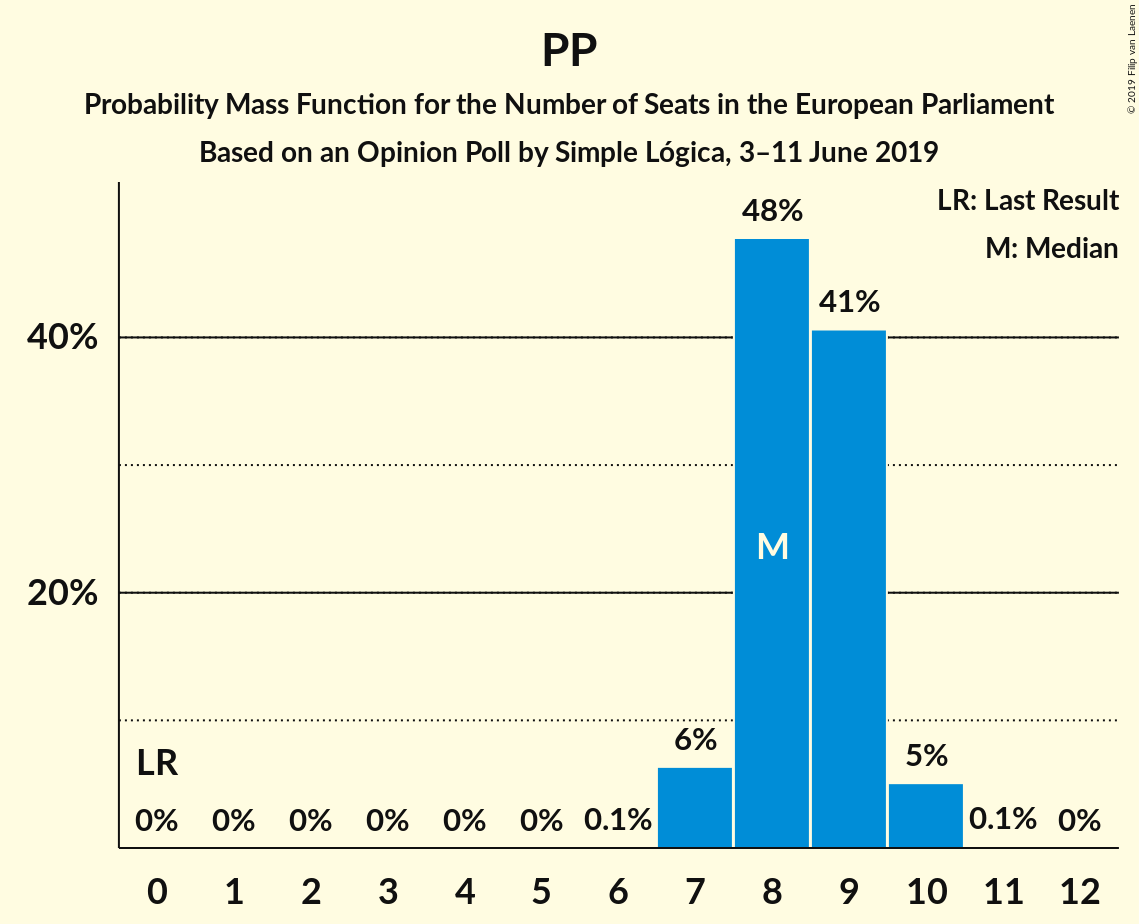 PP
Probability Mass Function for the Number of Seats in the European Parliament
Based on an Opinion Poll by Simple Lógica, 3–11 June 2019
© 2019 Filip van Laenen
LR: Last Result
M: Median
48%
41%
40%
M
20%
6%
5%
LR
0% 0% 0% 0% 0% 0% 0.1% 0.1% 0%
0 1 2 3 4 5 6 7 8 9 10 11 12